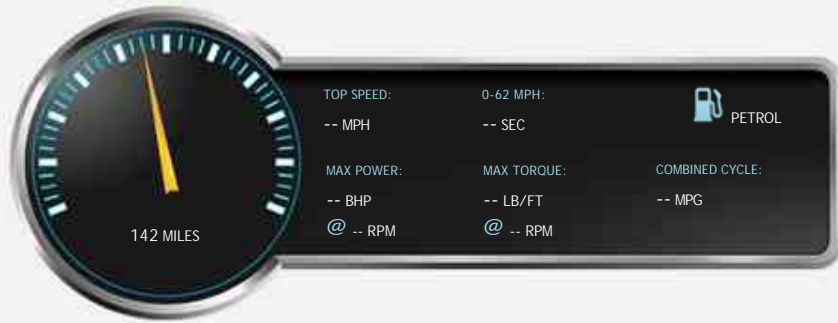 TOP SPEED:
-- MPH
0-62 MPH:
-- SEC
PETROL
MAX POWER:
-- BHP
@ -- RPM
MAX TORQUE:
-- LB/FT
@ -- RPM
COMBINED CYCLE:
-- MPG
142 MILES